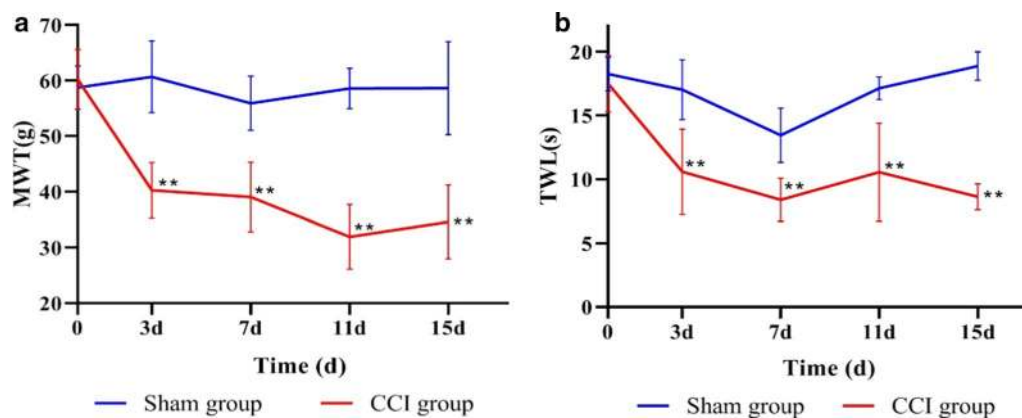 a
70
60
50
40
30
20
MWT(g)
** ** ** **
0 3d 7d 11d 15d
Time (d)
Sham group CCI group
b
20
15
10
5
0
TWL(s)
** ** ** **
0 3d 7d 11d 15d
Time (d)
Sham group CCI group